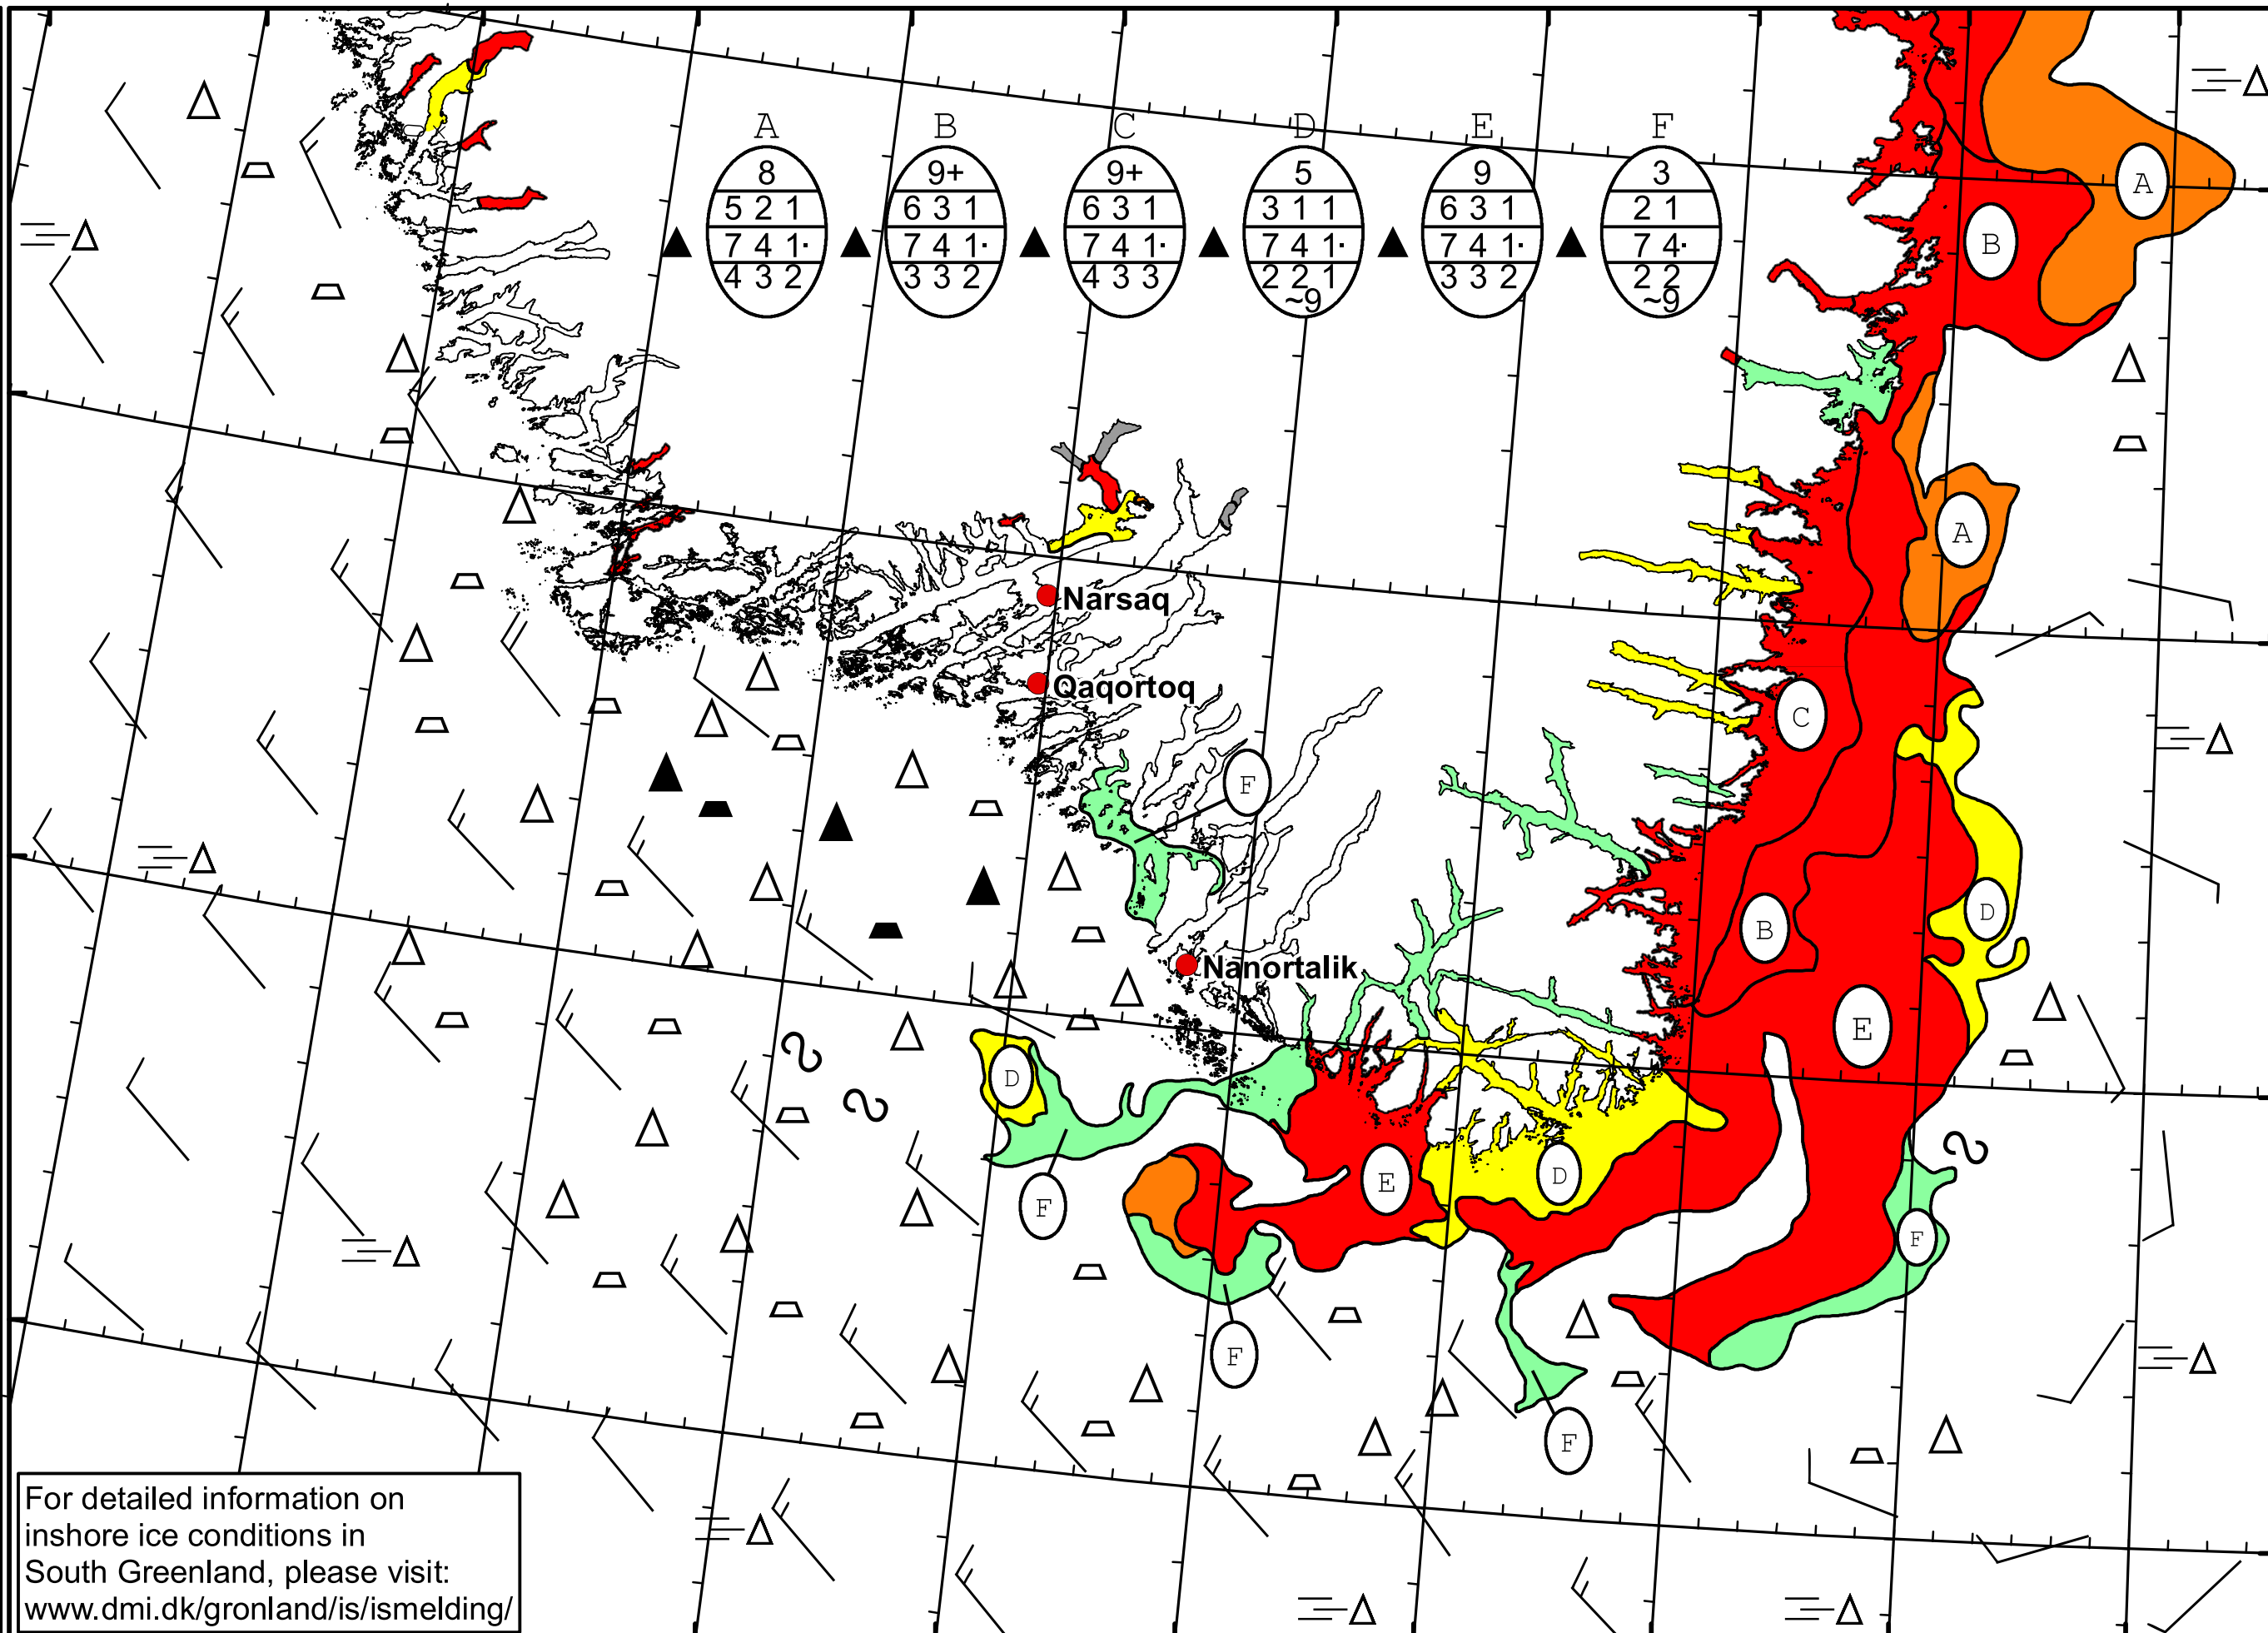 A B C D E F
8 9+ 9+ 5 9 3
5 2 1 6 3 1 6 3 1 3 1 1 6 3 1 2 1
7 4 1· 7 4 1· 7 4 1· 7 4 1· 7 4 1· 7 4·
4 3 2 3 3 2 4 3 3 2 2 1 3 3 2 2 2
~9 ~9
A
B
A
Narsaq
Qaqortoq
C
F
D
B
Nanortalik
E
D
E
D
F
F
F
F
For detailed information on
inshore ice conditions in
South Greenland, please visit:
www.dmi.dk/gronland/is/ismelding/